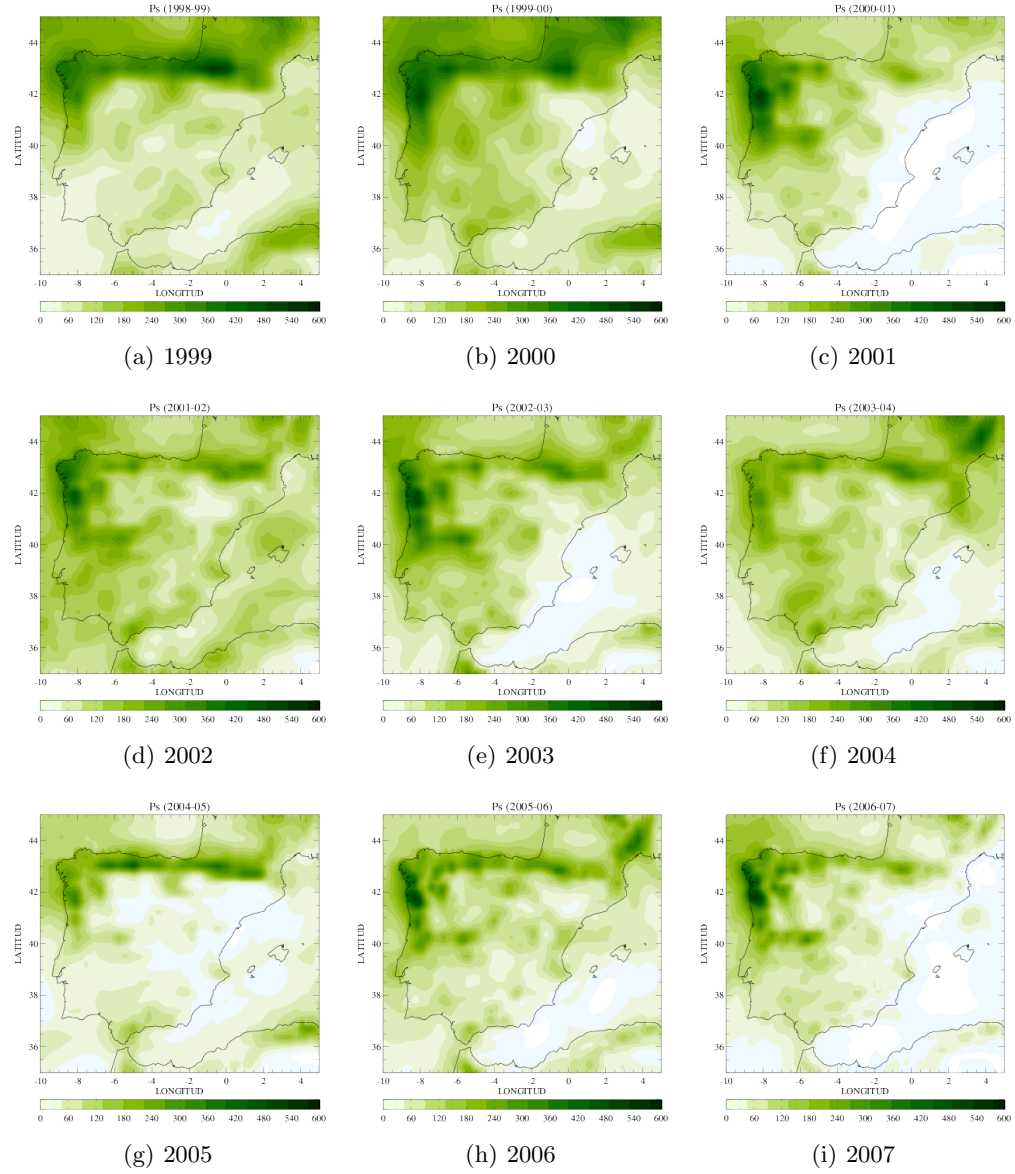 Ps (1998-99) Ps (1999-00) Ps (2000-01)
44 44 44
42 42 42
LATITUD LATITUD LATITUD
40 40 40
38 38 38
36 36 36
-10 -8 -6 -4 -2 0 2 4 -10 -8 -6 -4 -2 0 2 4 -10 -8 -6 -4 -2 0 2 4
LONGITUD LONGITUD LONGITUD
0 60 120 240 300 360 420 480 540 600 0 60 120 240 300 360 420 480 540 600 0 60 120 180 240 300 360 420 480 540 600
(a) 1999 (b) 2000 (c) 2001
Ps (2001-02) Ps (2002-03) Ps (2003-04)
44 44 44
42 42 42
LATITUD LATITUD LATITUD
40 40 40
38 38 38
36 36 36
-10 -8 -6 -4 -2 0 2 4 -10 -8 -6 -4 -2 0 2 4 -10 -8 -6 -4 -2 0 2 4
LONGITUD LONGITUD LONGITUD
0 60 120 180 240 300 360 420 480 540 600 0 60 120 180 240 300 360 420 480 540 600 0 60 120 180 240 300 360 420 480 540 600
(d) 2002 (e) 2003 (f) 2004
Ps (2004-05) Ps (2005-06) Ps (2006-07)
44 44 44
42 42 42
LATITUD LATITUD LATITUD
40 40 40
38 38 38
36 36 36
-10 -8 -6 -4 -2 0 2 4 -10 -8 -6 -4 -2 0 2 4 -10 -8 -6 -4 -2 0 2 4
LONGITUD LONGITUD LONGITUD
0 60 120 180 240 300 360 420 480 540 600 0 60 120 180 240 300 360 420 480 540 600 0 60 120 180 240 300 360 420 480 540 600
(g) 2005 (h) 2006 (i) 2007